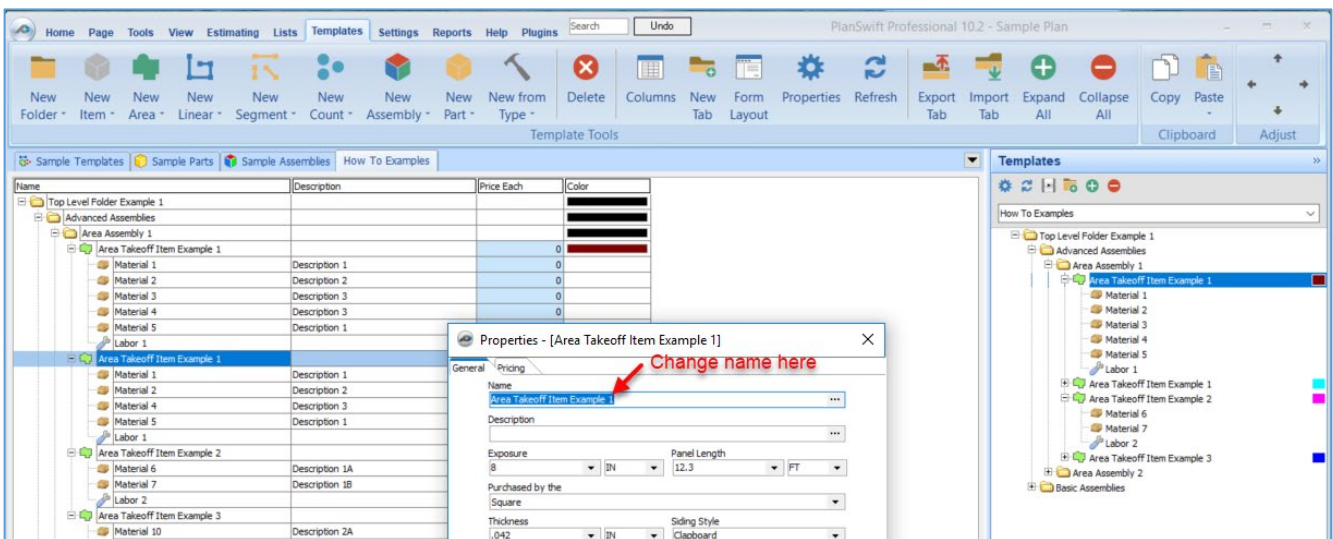 PlanSwift Professional 10.2 - Sample Plan
Home Page Tools View Estimating Lists Templates Settings Reports Help Plugins Search Undo
New Folder
New Item
New Area
New Linear
New Segment
New Count
New Assembly
New Part
New from Type
Delete
Columns
New Tab
Form Layout
Properties
Refresh
Export Tab
Import Tab
Expand All
Collapse All
Copy
Paste
Template Tools
Clipboard
Adjust
Sample Templates Sample Parts Sample Assemblies How To Examples
Name Description Price Each Color
Top Level Folder Example 1
Advanced Assemblies
Area Assembly 1
Area Takeoff Item Example 1 0
Material 1 Description 1 0
Material 2 Description 2 0
Material 3 Description 3 0
Material 4 Description 3 0
Material 5 Description 1
Labor 1
Area Takeoff Item Example 1
Material 1 Description 1
Material 2 Description 2
Material 4 Description 3
Material 5 Description 1
Labor 1
Area Takeoff Item Example 2
Material 6 Description 1A
Material 7 Description 1B
Labor 2
Area Takeoff Item Example 3
Material 10 Description 2A
Properties - [Area Takeoff Item Example 1]
General Pricing
Change name here
Name
Area Takeoff Item Example 1
Description
Exposure Panel Length
8 IN 12.3 FT
Purchased by the
Square
Thickness Siding Style
.042 IN Clapboard
Templates
How To Examples
Top Level Folder Example 1
Advanced Assemblies
Area Assembly 1
Area Takeoff Item Example 1
Material 1
Material 2
Material 3
Material 4
Material 5
Labor 1
Area Takeoff Item Example 1
Area Takeoff Item Example 2
Material 6
Material 7
Labor 2
Area Takeoff Item Example 3
Area Assembly 2
Basic Assemblies